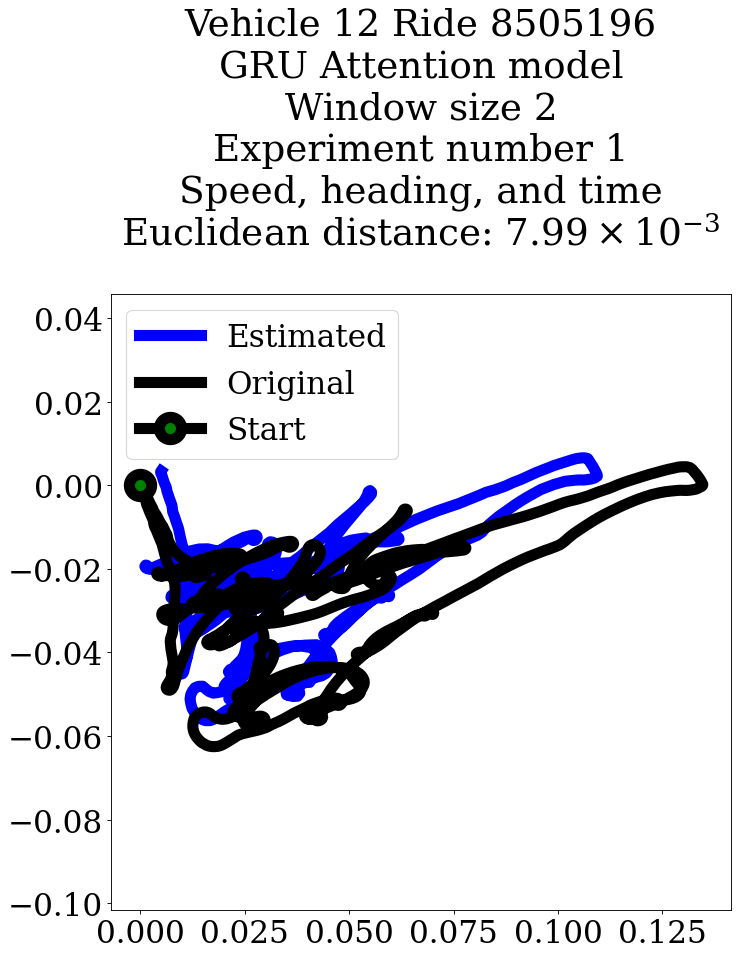 Vehicle 12 Ride 8505196
GRU Attention model
Window size 2
Experiment number 1
Speed, heading, and time
Euclidean distance: 7.99 × 10⁻³
Estimated
Original
Start
0.04
0.02
0.00
−0.02
−0.04
−0.06
−0.08
−0.10
0.000 0.025 0.050 0.075 0.100 0.125